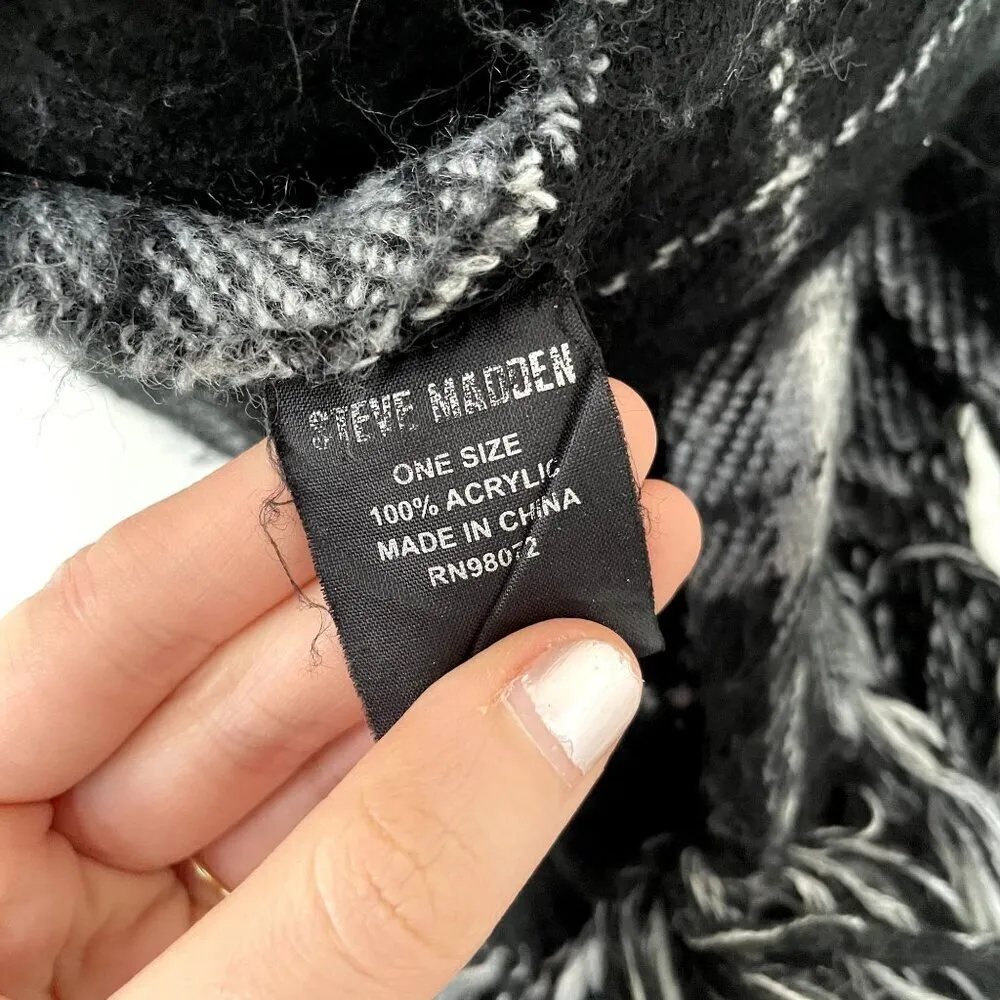 STEVE MADDEN
ONE SIZE
100% ACRYLIC
MADE IN CHINA
RN98072